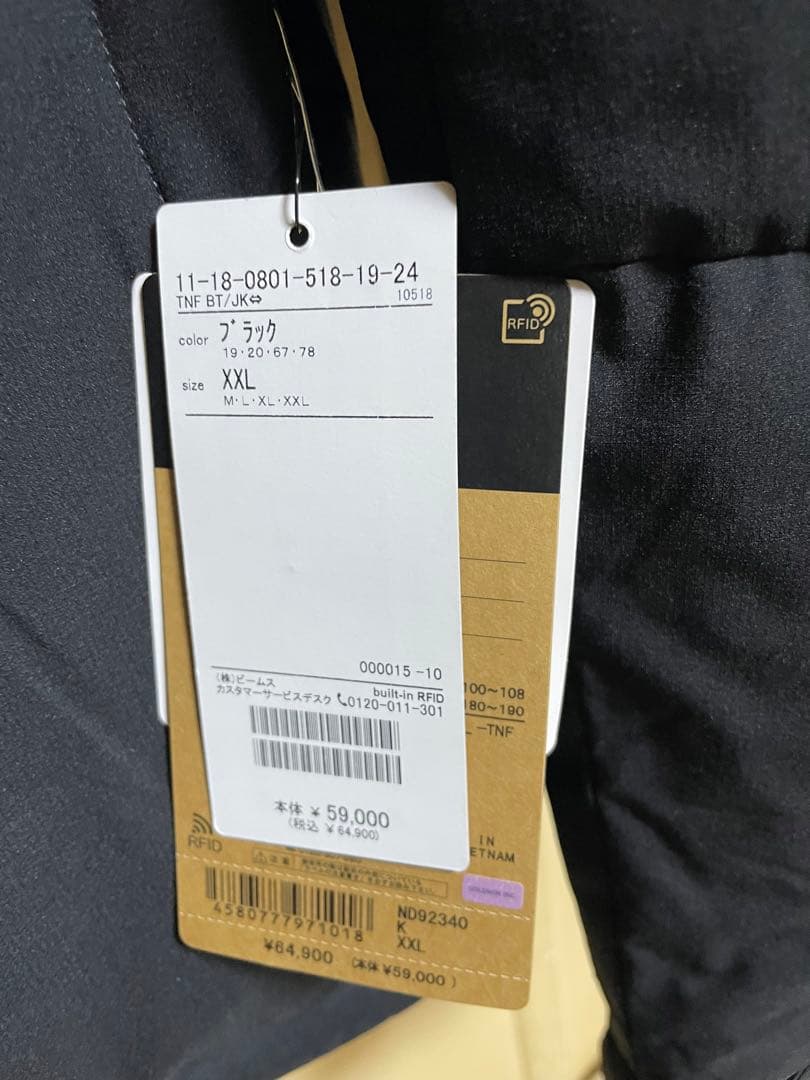 11-18-0801-518-19-24
TNF BT/JK⇔ 10518
color ブラック
19・20・67・78
size XXL
M・L・XL・XXL
000015 -10
(株)ビームス built-in RFID
カスタマーサービスデスク 0120-011-301
本体 ¥ 59,000
(税込 ¥ 64,900)
RFID
100〜108
180〜190
-TNF
IN
ETNAM
RFID
注意
4580777971018
ND92340
K
XXL
¥64,900 (本体 ¥59,000)